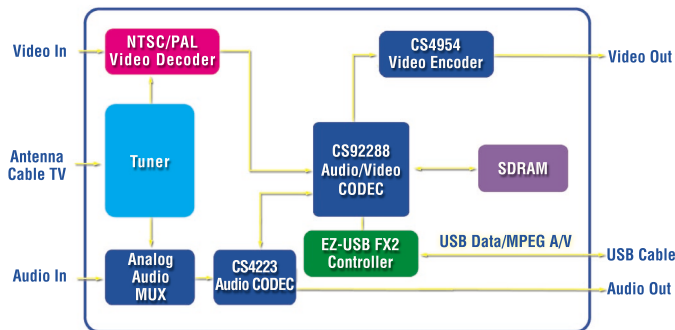 Video In
NTSC/PAL
Video Decoder
CS4954
Video Encoder
Video Out
Antenna
Cable TV
Tuner
CS92288
Audio/Video
CODEC
SDRAM
EZ-USB FX2
Controller
USB Data/MPEG A/V
USB Cable
Audio In
Analog
Audio
MUX
CS4223
Audio CODEC
Audio Out